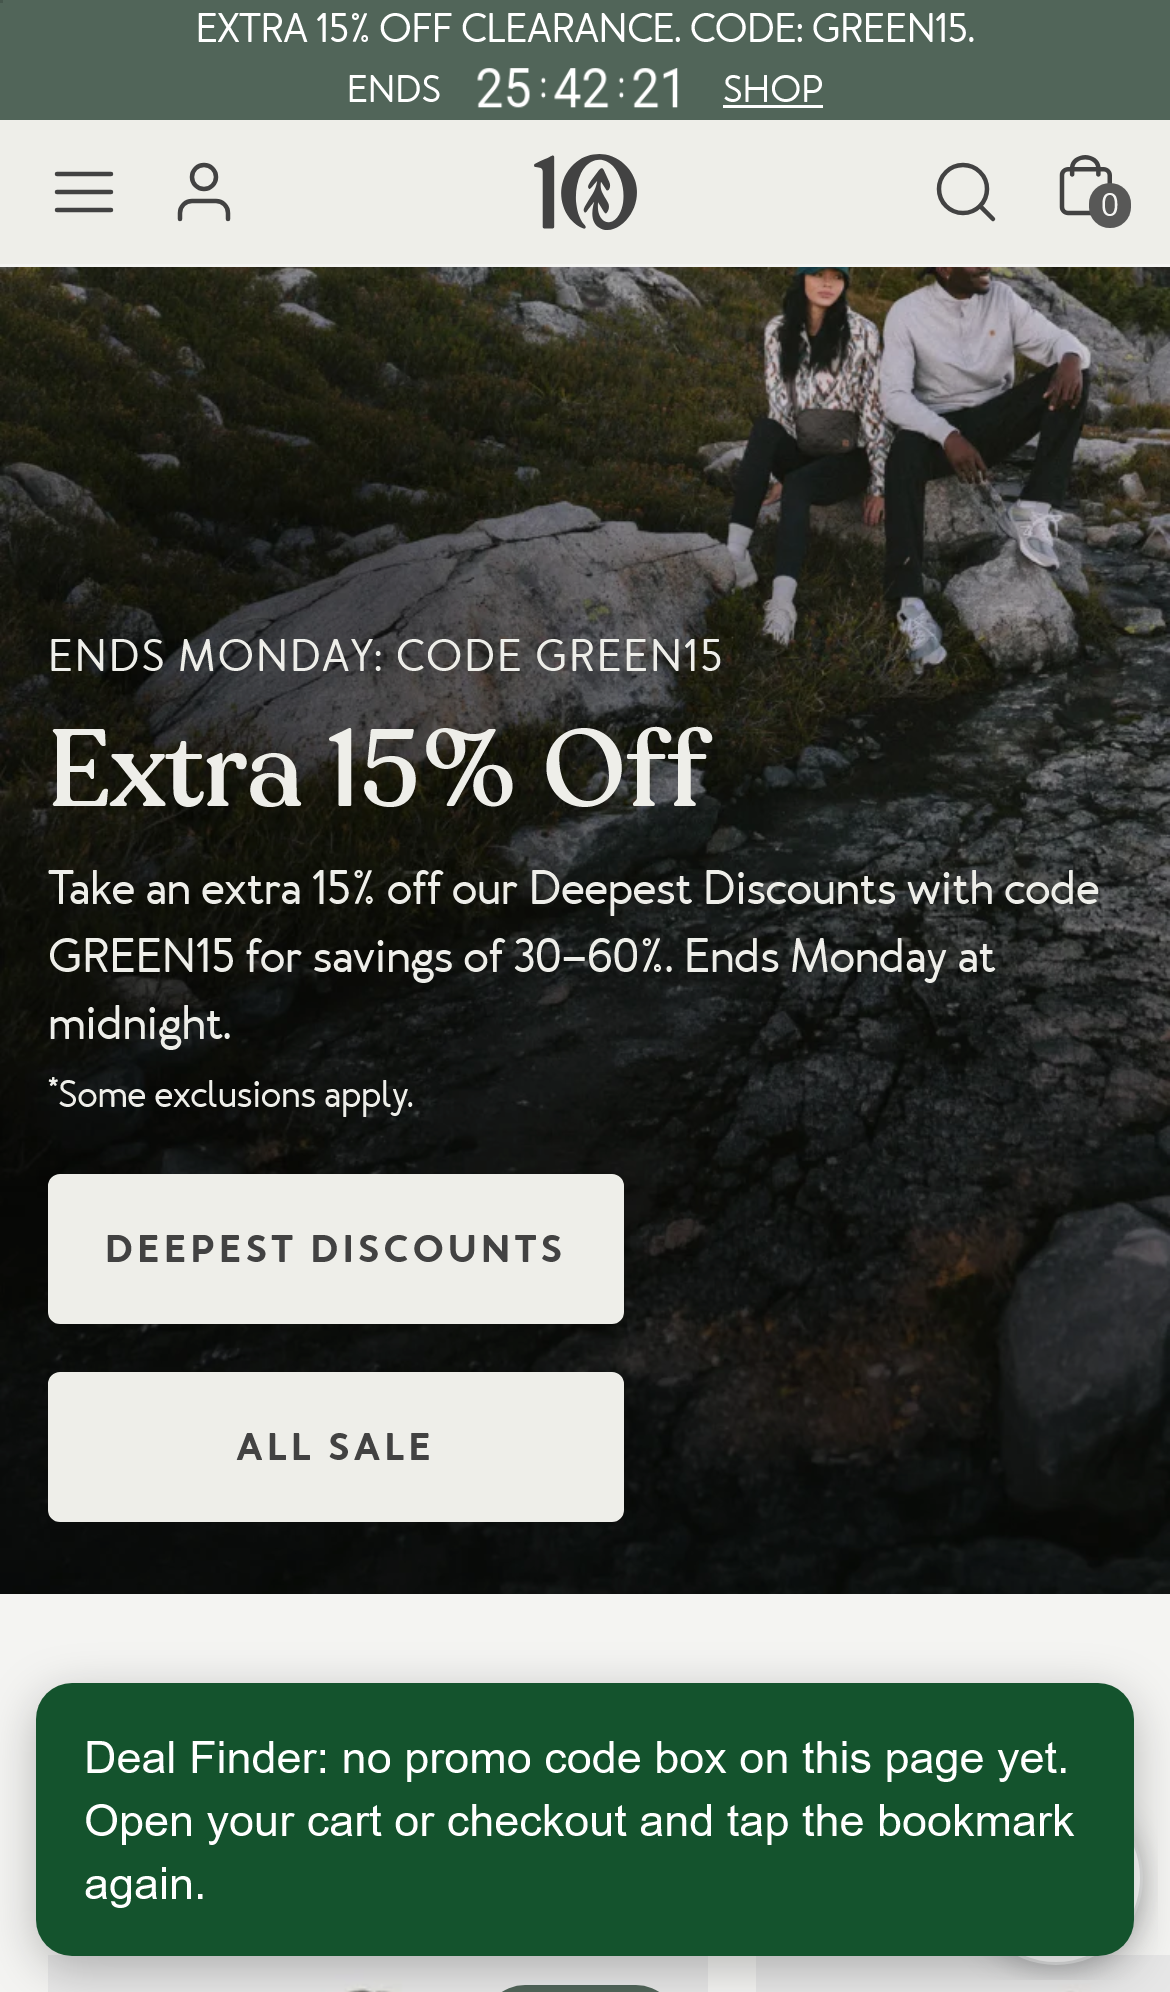 EXTRA 15% OFF CLEARANCE. CODE: GREEN15.
ENDS 25:42:21 SHOP
10
0
ENDS MONDAY: CODE GREEN15
Extra 15% Off
Take an extra 15% off our Deepest Discounts with code
GREEN15 for savings of 30–60%. Ends Monday at
midnight.
*Some exclusions apply.
DEEPEST DISCOUNTS
ALL SALE
Deal Finder: no promo code box on this page yet.
Open your cart or checkout and tap the bookmark
again.